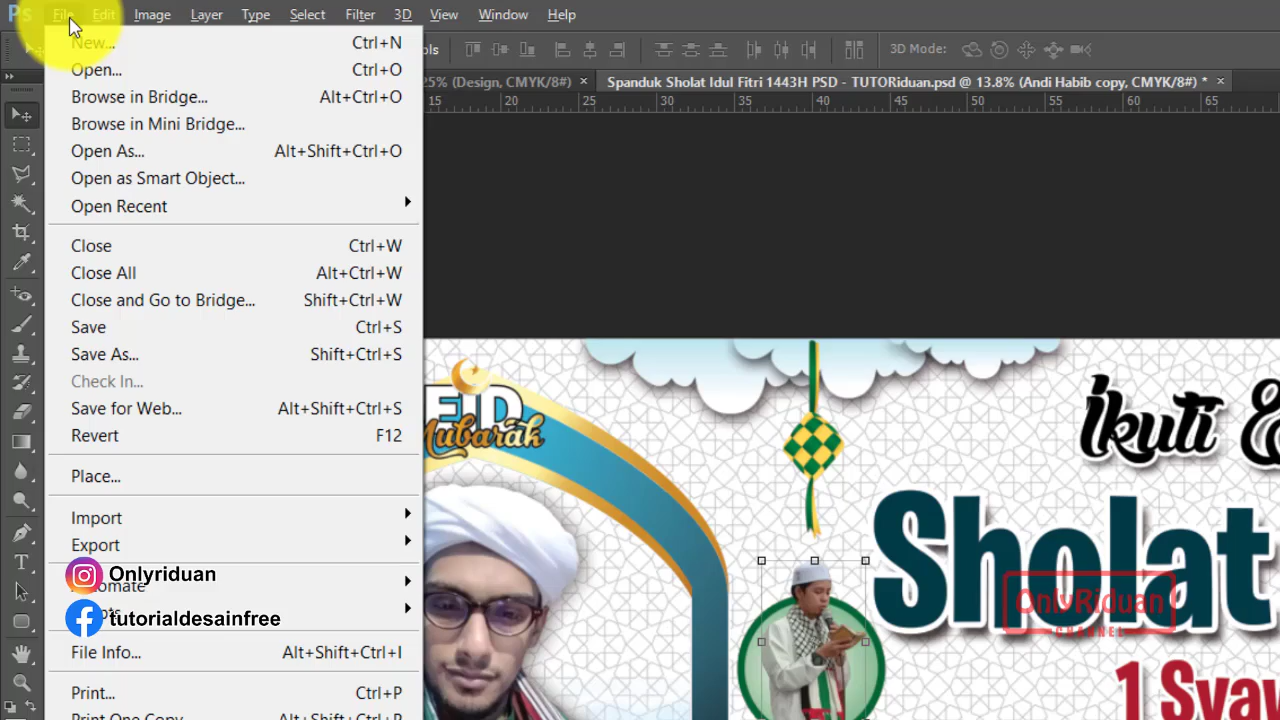 Ps File Edit Image Layer Type Select Filter 3D View Window Help
ols 3D Mode:
25% (Design, CMYK/8#) × Spanduk Sholat Idul Fitri 1443H PSD - TUTORiduan.psd @ 13.8% (Andi Habib copy, CMYK/8#) * ×
15 20 25 30 35 40 45 50 55 60 65
New... Ctrl+N
Open... Ctrl+O
Browse in Bridge... Alt+Ctrl+O
Browse in Mini Bridge...
Open As... Alt+Shift+Ctrl+O
Open as Smart Object...
Open Recent
Close Ctrl+W
Close All Alt+Ctrl+W
Close and Go to Bridge... Shift+Ctrl+W
Save Ctrl+S
Save As... Shift+Ctrl+S
Check In...
Save for Web... Alt+Shift+Ctrl+S
Revert F12
Place...
Import
Export
omate
File Info... Alt+Shift+Ctrl+I
Print... Ctrl+P
Print One Copy Alt+Shift+Ctrl+P
Onlyriduan
tutorialdesainfree
EID
Mubarak
Ikuti &
Sholat
1 Syaw
OnlyRiduan
CHANNEL